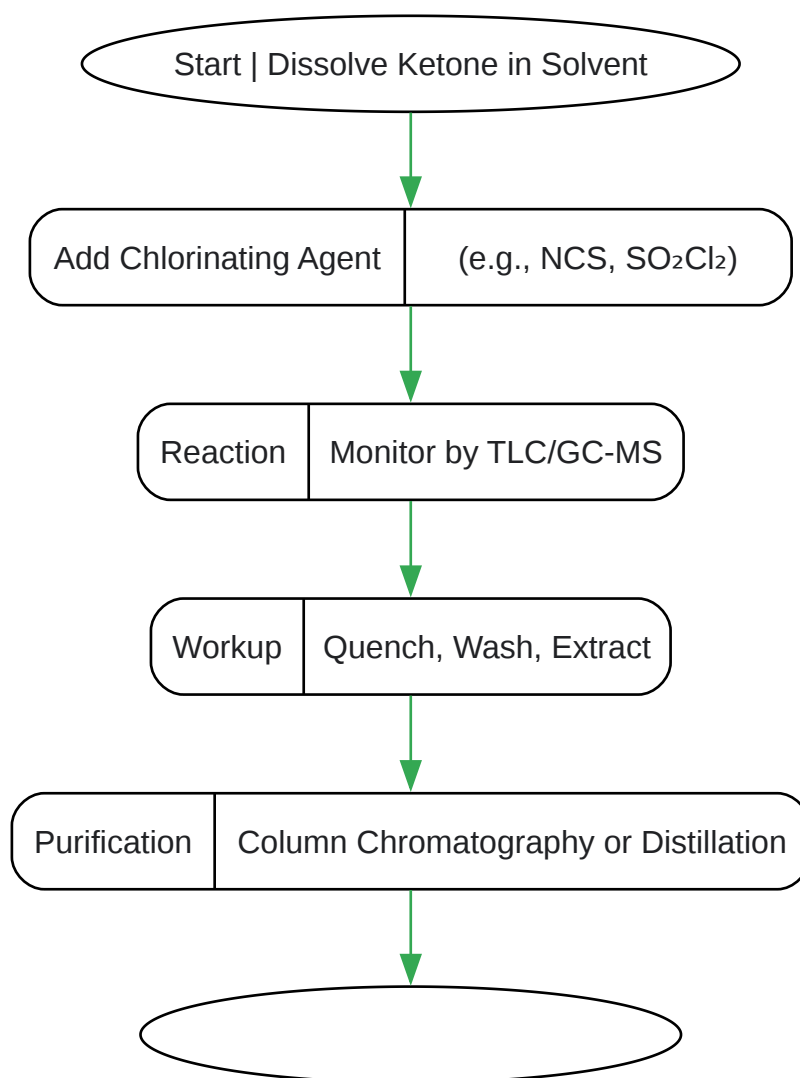 Start | Dissolve Ketone in Solvent
Add Chlorinating Agent (e.g., NCS, SO₂Cl₂)
Reaction Monitor by TLC/GC-MS
Workup Quench, Wash, Extract
Purification Column Chromatography or Distillation